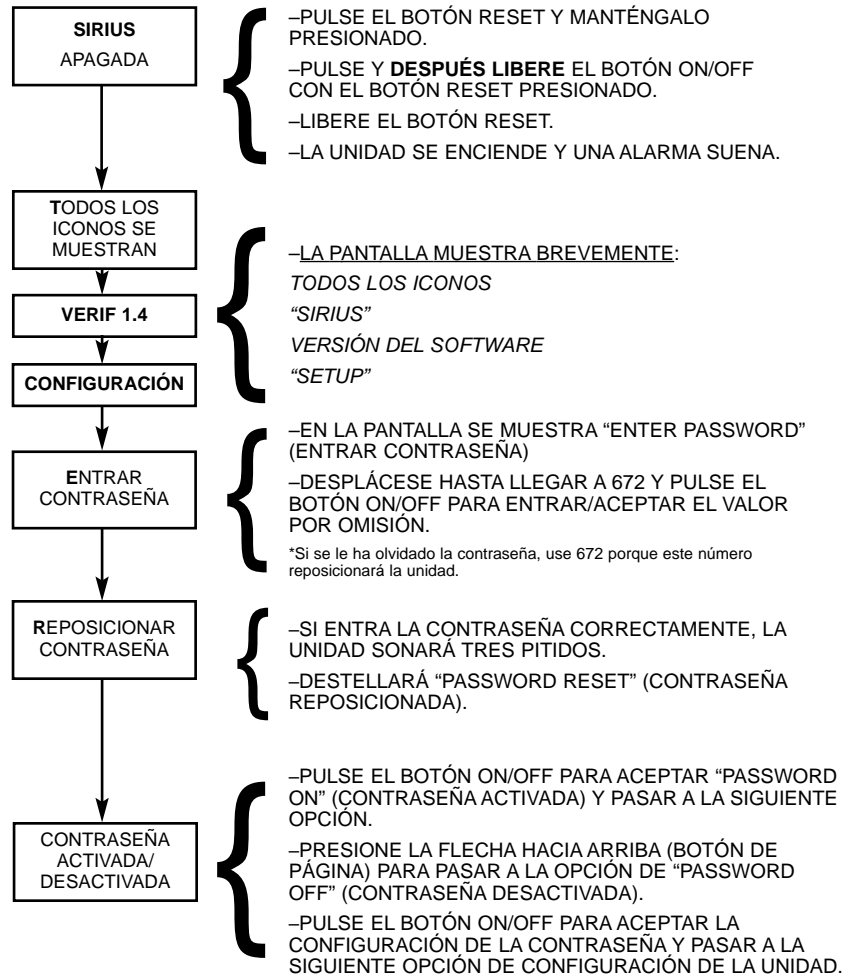 SIRIUS
APAGADA
–PULSE EL BOTÓN RESET Y MANTÉNGALO
PRESIONADO.
–PULSE Y DESPUÉS LIBERE EL BOTÓN ON/OFF
CON EL BOTÓN RESET PRESIONADO.
–LIBERE EL BOTÓN RESET.
–LA UNIDAD SE ENCIENDE Y UNA ALARMA SUENA.
TODOS LOS
ICONOS SE
MUESTRAN
VERIF 1.4
CONFIGURACIÓN
–LA PANTALLA MUESTRA BREVEMENTE:
TODOS LOS ICONOS
“SIRIUS”
VERSIÓN DEL SOFTWARE
“SETUP”
ENTRAR
CONTRASEÑA
–EN LA PANTALLA SE MUESTRA “ENTER PASSWORD”
(ENTRAR CONTRASEÑA)
–DESPLÁCESE HASTA LLEGAR A 672 Y PULSE EL
BOTÓN ON/OFF PARA ENTRAR/ACEPTAR EL VALOR
POR OMISIÓN.
*Si se le ha olvidado la contraseña, use 672 porque este número
reposicionará la unidad.
REPOSICIONAR
CONTRASEÑA
–SI ENTRA LA CONTRASEÑA CORRECTAMENTE, LA
UNIDAD SONARÁ TRES PITIDOS.
–DESTELLARÁ “PASSWORD RESET” (CONTRASEÑA
REPOSICIONADA).
CONTRASEÑA
ACTIVADA/
DESACTIVADA
–PULSE EL BOTÓN ON/OFF PARA ACEPTAR “PASSWORD
ON” (CONTRASEÑA ACTIVADA) Y PASAR A LA SIGUIENTE
OPCIÓN.
–PRESIONE LA FLECHA HACIA ARRIBA (BOTÓN DE
PÁGINA) PARA PASAR A LA OPCIÓN DE “PASSWORD
OFF” (CONTRASEÑA DESACTIVADA).
–PULSE EL BOTÓN ON/OFF PARA ACEPTAR LA
CONFIGURACIÓN DE LA CONTRASEÑA Y PASAR A LA
SIGUIENTE OPCIÓN DE CONFIGURACIÓN DE LA UNIDAD.